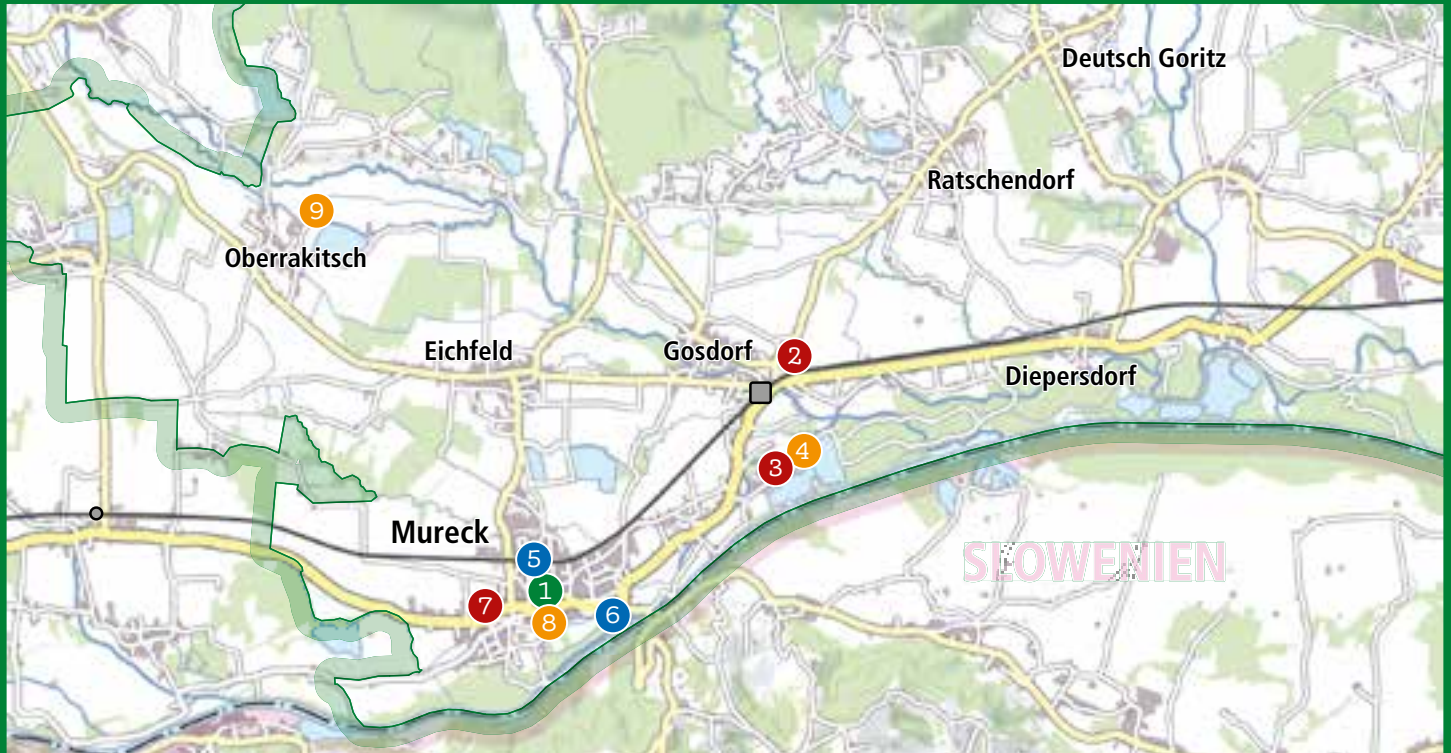 Deutsch Goritz
Ratschendorf
9
Oberrakitsch
Eichfeld
Gosdorf
2
Diepersdorf
4
3
Mureck
5
SLOWENIEN
1
7
8
6